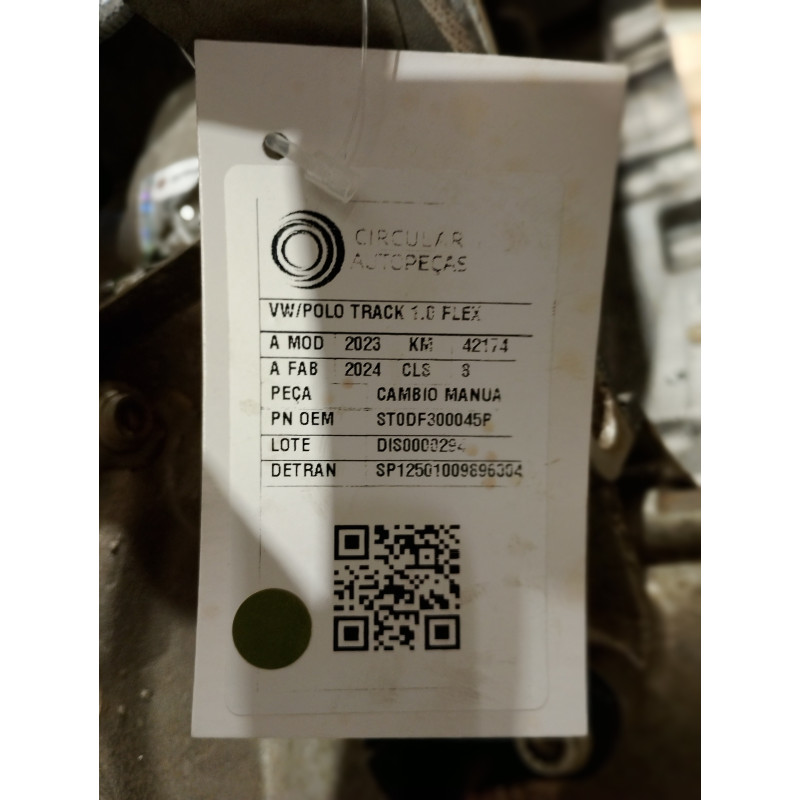 CIRCULAR
AUTOPEÇAS
VW/POLO TRACK 1.0 FLEX
A MOD 2023 KM 42174
A FAB 2024 CLS
PEÇA CAMBIO MANUA
PN OEM ST0DF300045P
LOTE
DETRAN SP12501009896304